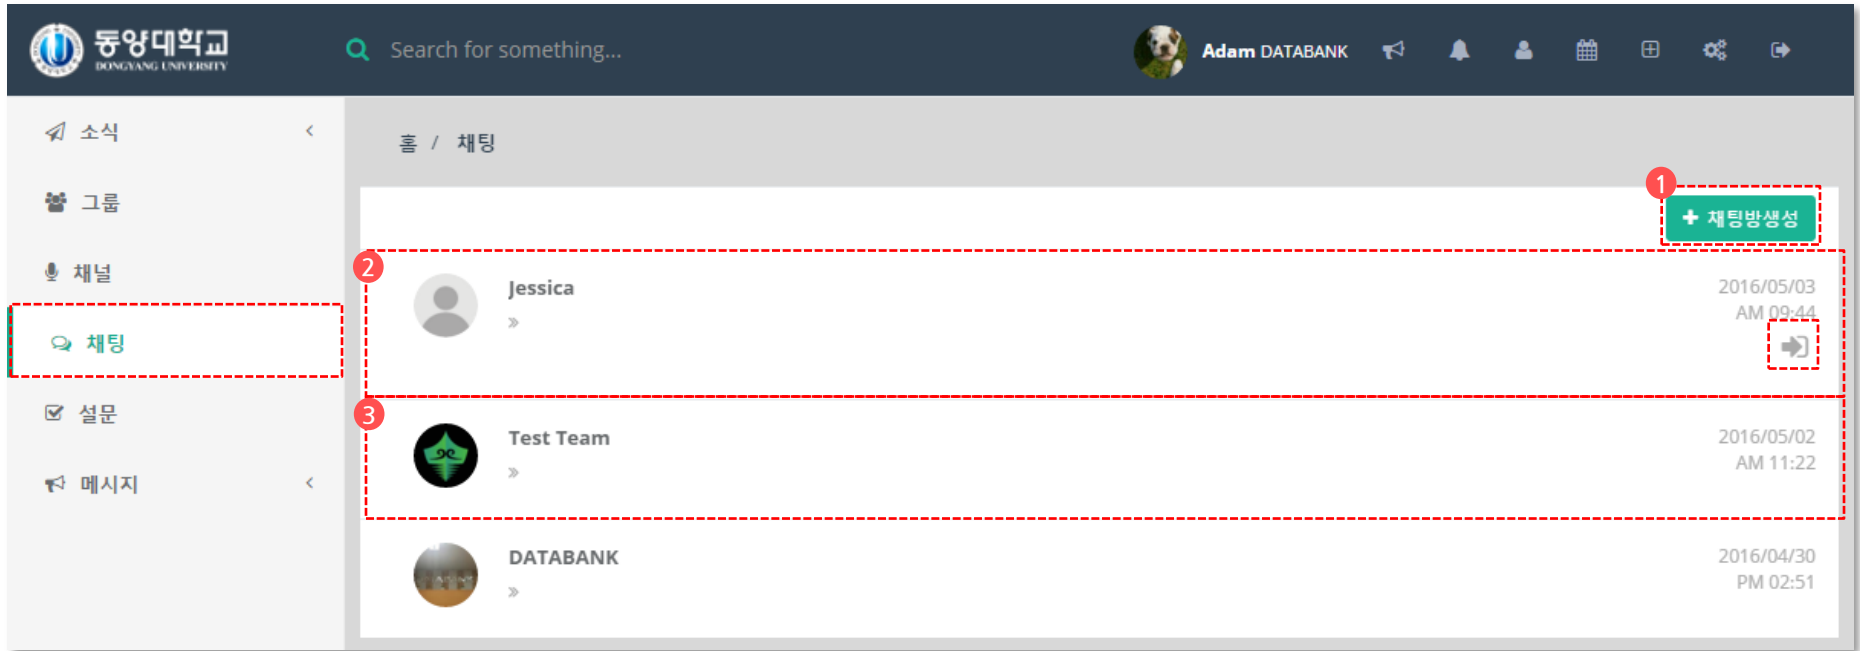 동양대학교
DONGYANG UNIVERSITY
Search for something...
Adam DATABANK
소식
그룹
채널
채팅
설문
메시지
홈 / 채팅
1
+ 채팅방생성
2
Jessica
»
2016/05/03
AM 09:44
3
Test Team
»
2016/05/02
AM 11:22
DATABANK
»
2016/04/30
PM 02:51